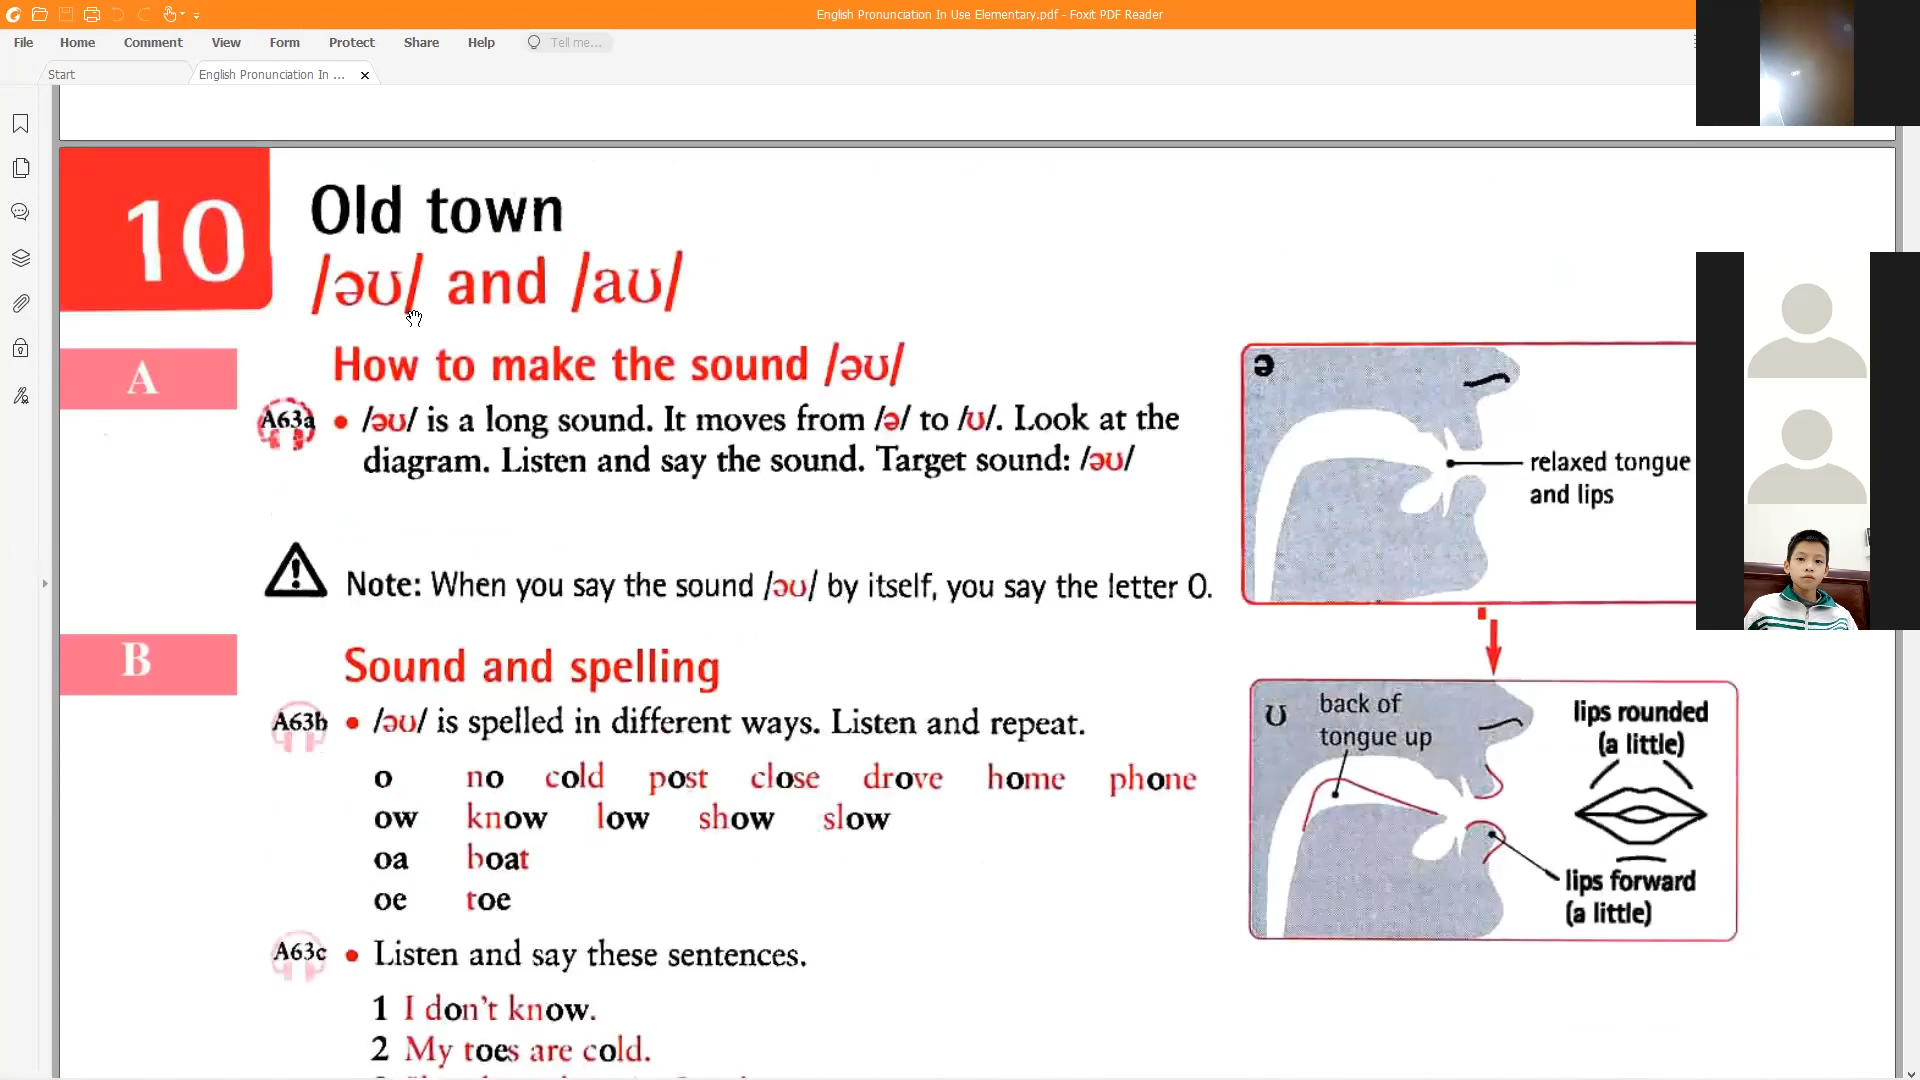 English Pronunciation In Use Elementary.pdf - Foxit PDF Reader
File Home Comment View Form Protect Share Help Tell me...
Start English Pronunciation In ...
10
Old town
/əʊ/ and /aʊ/
A
How to make the sound /əʊ/
A63a • /əʊ/ is a long sound. It moves from /ə/ to /ʊ/. Look at the
diagram. Listen and say the sound. Target sound: /əʊ/
Note: When you say the sound /əʊ/ by itself, you say the letter O.
ə
relaxed tongue
and lips
B
Sound and spelling
A63b • /əʊ/ is spelled in different ways. Listen and repeat.
o no cold post close drove home phone
ow know low show slow
oa boat
oe toe
ʊ
back of
tongue up
lips rounded
(a little)
lips forward
(a little)
A63c • Listen and say these sentences.
1 I don't know.
2 My toes are cold.